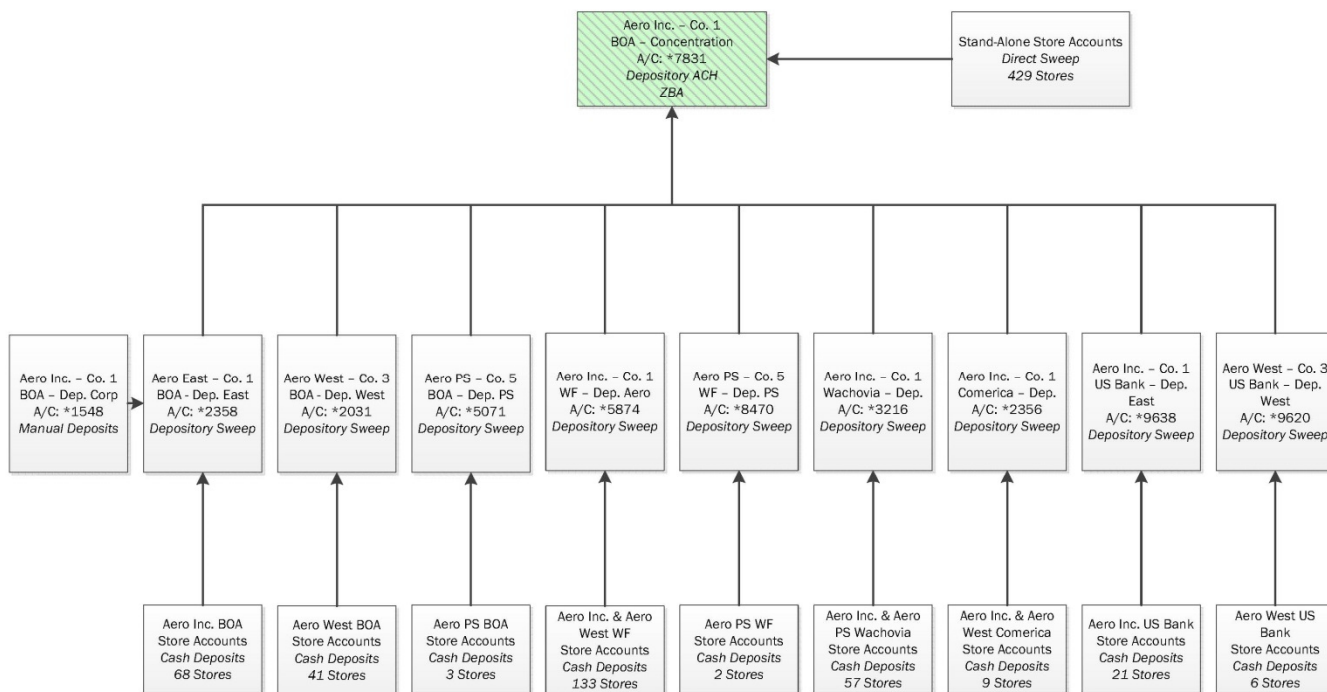 Aero Inc. – Co. 1
BOA – Concentration
A/C: *7831
Depository ACH
ZBA
Stand-Alone Store Accounts
Direct Sweep
429 Stores
Aero Inc. – Co. 1
BOA – Dep. Corp
A/C: *1548
Manual Deposits
Aero East – Co. 1
BOA - Dep. East
A/C: *2358
Depository Sweep
Aero West – Co. 3
BOA - Dep. West
A/C: *2031
Depository Sweep
Aero PS – Co. 5
BOA – Dep. PS
A/C: *5071
Depository Sweep
Aero Inc. – Co. 1
WF – Dep. Aero
A/C: *5874
Depository Sweep
Aero PS – Co. 5
WF – Dep. PS
A/C: *8470
Depository Sweep
Aero Inc. – Co. 1
Wachovia – Dep.
A/C: *3216
Depository Sweep
Aero Inc. – Co. 1
Comerica – Dep.
A/C: *2356
Depository Sweep
Aero Inc. – Co. 1
US Bank – Dep.
East
A/C: *9638
Depository Sweep
Aero West – Co. 3
US Bank – Dep.
West
A/C: *9620
Depository Sweep
Aero Inc. BOA
Store Accounts
Cash Deposits
68 Stores
Aero West BOA
Store Accounts
Cash Deposits
41 Stores
Aero PS BOA
Store Accounts
Cash Deposits
3 Stores
Aero Inc. & Aero
West WF
Store Accounts
Cash Deposits
133 Stores
Aero PS WF
Store Accounts
Cash Deposits
2 Stores
Aero Inc. & Aero
PS Wachovia
Store Accounts
Cash Deposits
57 Stores
Aero Inc. & Aero
West Comerica
Store Accounts
Cash Deposits
9 Stores
Aero Inc. US Bank
Store Accounts
Cash Deposits
21 Stores
Aero West US
Bank
Store Accounts
Cash Deposits
6 Stores